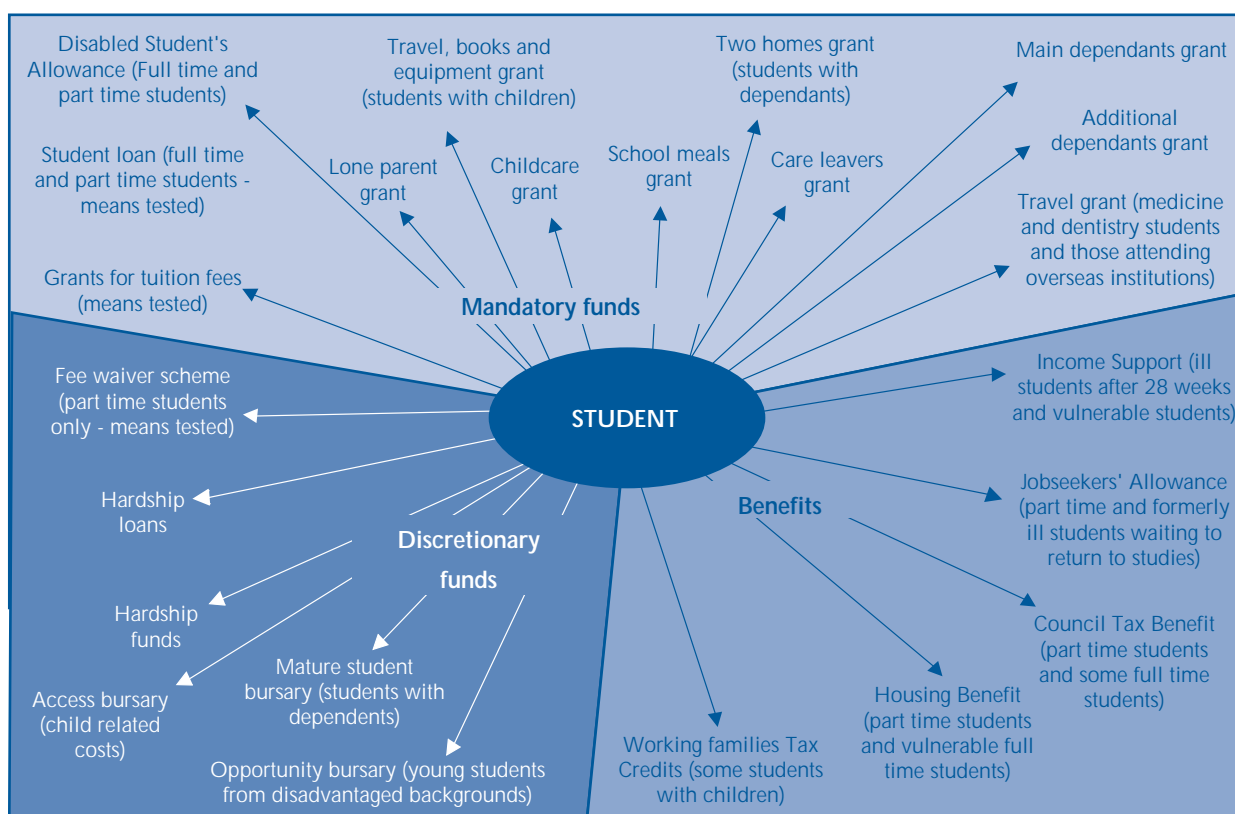 Disabled Student's
Allowance (Full time and
part time students)
Travel, books and
equipment grant
(students with children)
Two homes grant
(students with
dependants)
Main dependants grant
Additional
dependants grant
Student loan (full time
and part time students -
means tested)
Lone parent
grant
Childcare
grant
School meals
grant
Care leavers
grant
Travel grant (medicine
and dentistry students
and those attending
overseas institutions)
Grants for tuition fees
(means tested)
Mandatory funds
STUDENT
Fee waiver scheme
(part time students
only - means tested)
Hardship
loans
Discretionary
funds
Hardship
funds
Access bursary
(child related
costs)
Mature student
bursary (students with
dependents)
Opportunity bursary (young students
from disadvantaged backgrounds)
Benefits
Income Support (ill
students after 28 weeks
and vulnerable students)
Jobseekers' Allowance
(part time and formerly
ill students waiting to
return to studies)
Council Tax Benefit
(part time students
and some full time
students)
Housing Benefit
(part time students
and vulnerable full
time students)
Working families Tax
Credits (some students
with children)